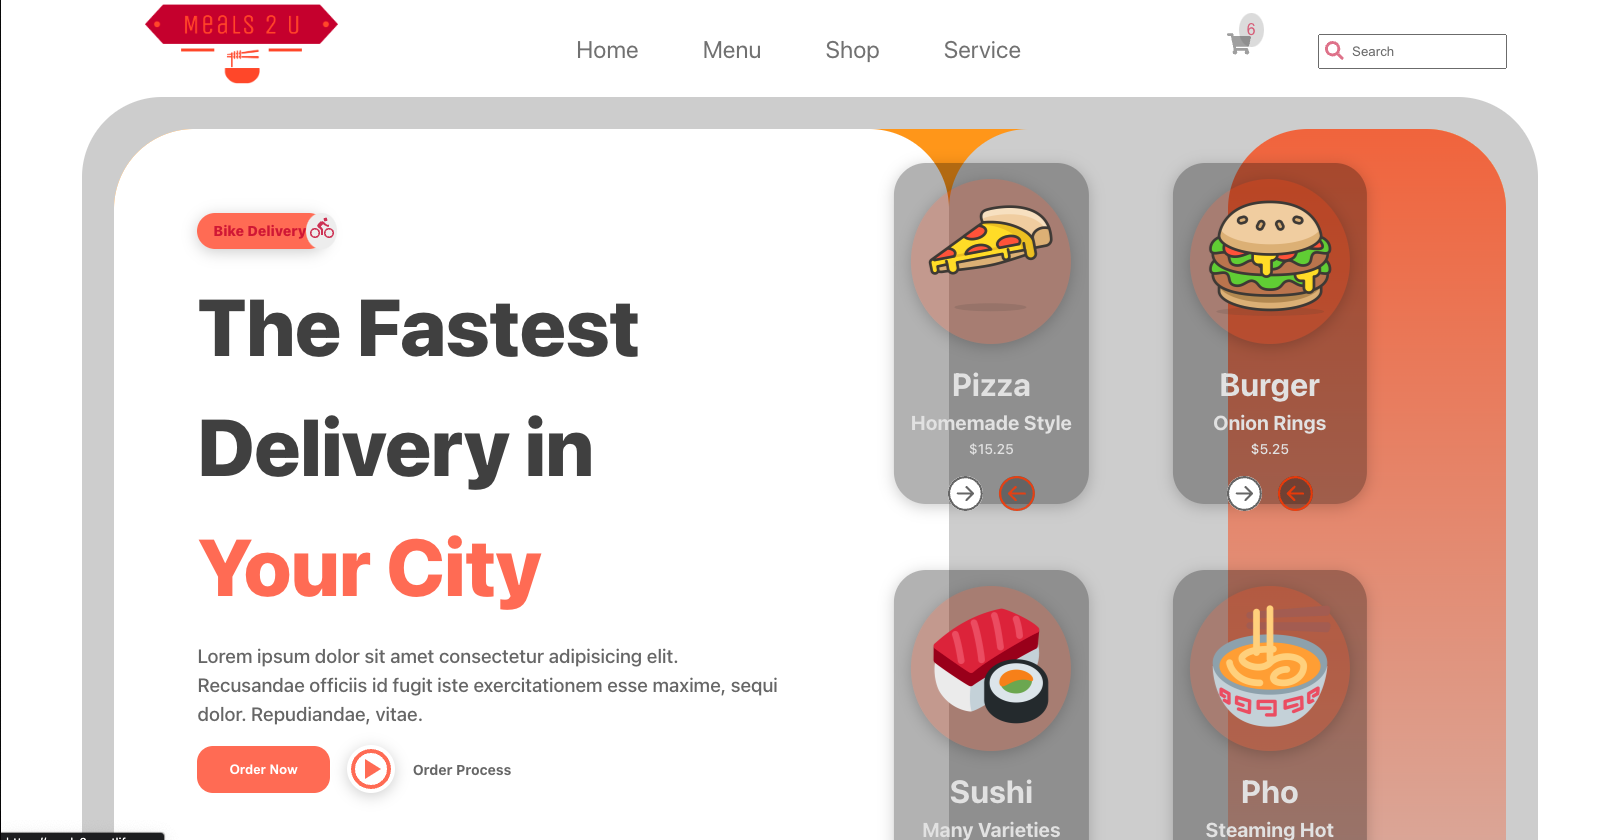 MEALS 2 U
Home
Menu
Shop
Service
6
Search
Bike Delivery
The Fastest
Delivery in
Your City
Lorem ipsum dolor sit amet consectetur adipisicing elit.
Recusandae officiis id fugit iste exercitationem esse maxime, sequi
dolor. Repudiandae, vitae.
Order Now
Order Process
Pizza
Homemade Style
$15.25
Burger
Onion Rings
$5.25
Sushi
Many Varieties
Pho
Steaming Hot